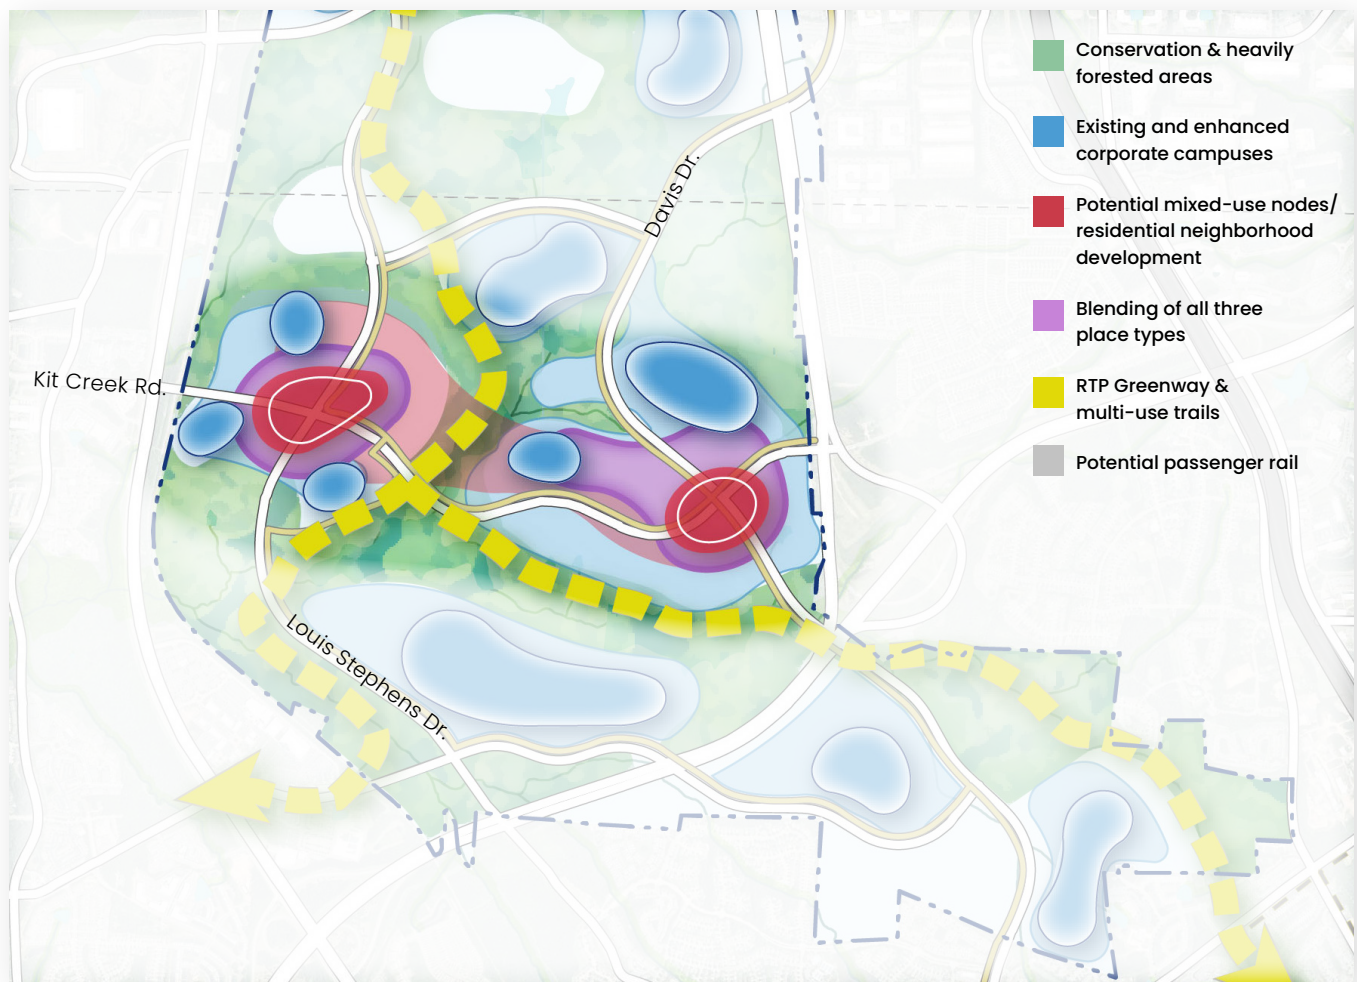 Conservation & heavily
forested areas
Existing and enhanced
corporate campuses
Potential mixed-use nodes/
residential neighborhood
development
Blending of all three
place types
RTP Greenway &
multi-use trails
Potential passenger rail
Davis Dr.
Kit Creek Rd.
Louis Stephens Dr.